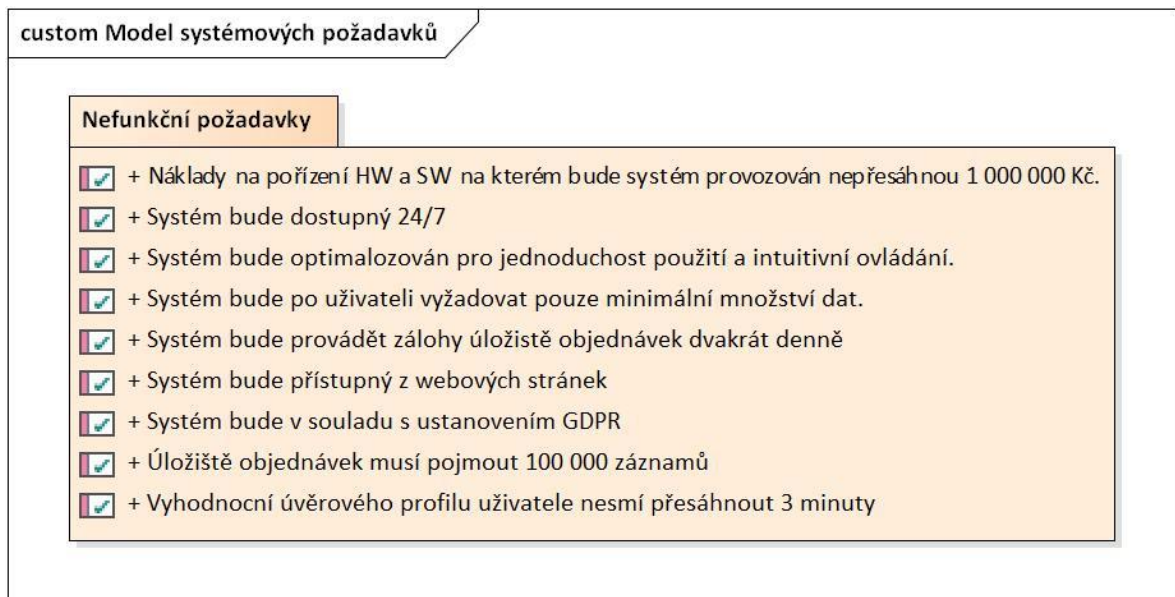 custom Model systémových požadavků
Nefunkční požadavky
+ Náklady na pořízení HW a SW na kterém bude systém provozován nepřesáhnou 1 000 000 Kč.
+ Systém bude dostupný 24/7
+ Systém bude optimalozován pro jednoduchost použití a intuitivní ovládání.
+ Systém bude po uživateli vyžadovat pouze minimální množství dat.
+ Systém bude provádět zálohy úložistě objednávek dvakrát denně
+ Systém bude přístupný z webových stránek
+ Systém bude v souladu s ustanovením GDPR
+ Úložiště objednávek musí pojmout 100 000 záznamů
+ Vyhodnocní úvěrového profilu uživatele nesmí přesáhnout 3 minuty